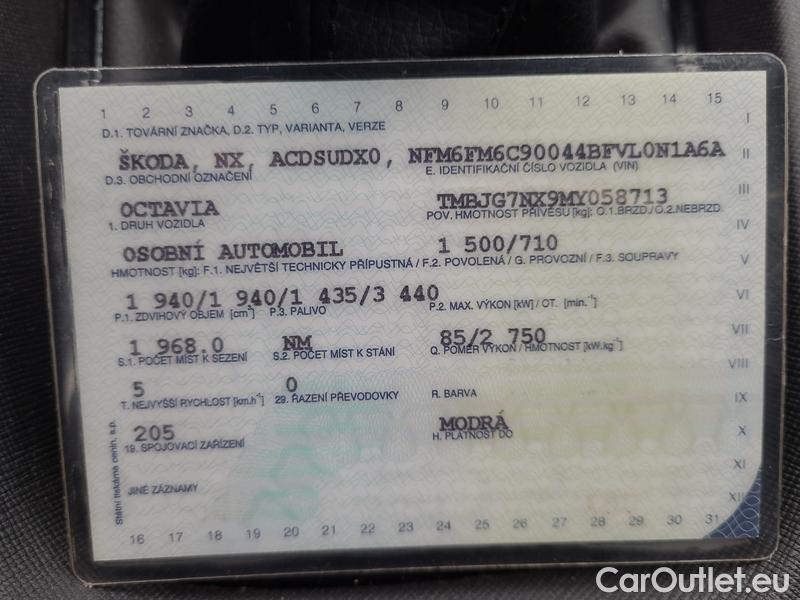 1 2 3 4 5 6 7 8 9 10 11 12 13 14 15
I
D.1. TOVÁRNÍ ZNAČKA, D.2. TYP, VARIANTA, VERZE
ŠKODA, NX, ACDSUDX0, NFM6FM6C90044BFVL0N1A6A
II
D.3. OBCHODNÍ OZNAČENÍ E. IDENTIFIKAČNÍ ČÍSLO VOZIDLA (VIN)
III
OCTAVIA TMBJG7NX9MY058713
1. DRUH VOZIDLA POV. HMOTNOST PŘÍVĚSU [kg]: O.1. BRZD./O.2. NEBRZD.
IV
OSOBNÍ AUTOMOBIL 1 500/710
V
HMOTNOST [kg]: F.1. NEJVĚTŠÍ TECHNICKY PŘÍPUSTNÁ / F.2. POVOLENÁ / G. PROVOZNÍ / F.3. SOUPRAVY
1 940/1 940/1 435/3 440
VI
P.1. ZDVIHOVÝ OBJEM [cm³] P.3. PALIVO P.2. MAX. VÝKON [kW] / OT. [min.⁻¹]
1 968.0 NM 85/2 750
VII
S.1. POČET MÍST K SEZENÍ S.2. POČET MÍST K STÁNÍ Q. POMĚR VÝKON / HMOTNOST [kW.kg⁻¹]
VIII
5 0
T. NEJVYŠŠÍ RYCHLOST [km.h⁻¹] 29. ŘAZENÍ PŘEVODOVKY R. BARVA
IX
205 MODRÁ
X
19. SPOJOVACÍ ZAŘÍZENÍ H. PLATNOST DO
XI
JINÉ ZÁZNAMY
XII
Státní tiskárna cenin, s.p.
16 17 18 19 20 21 22 23 24 25 26 27 28 29 30 31
CarOutlet.eu